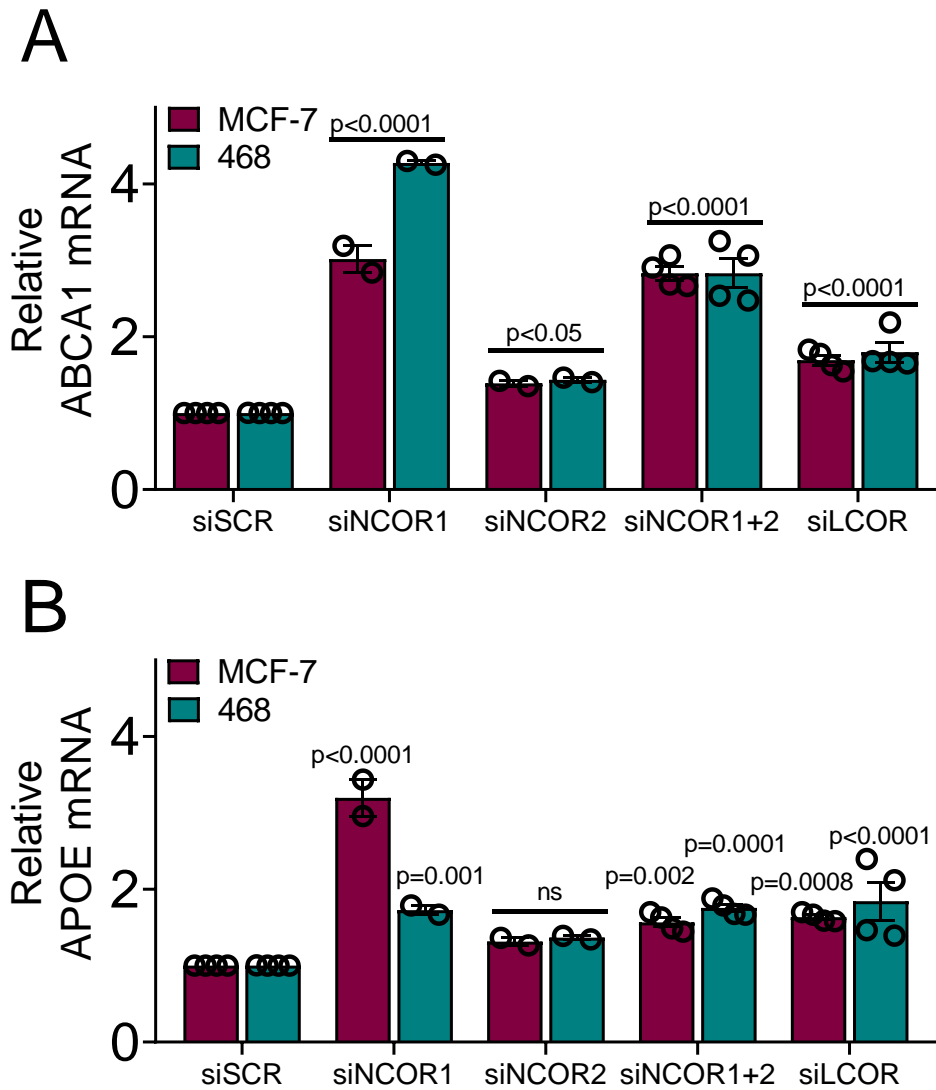 A
MCF-7
468
p<0.0001
p<0.05
p<0.0001
p<0.0001
Relative
ABCA1 mRNA
4
2
0
siSCR siNCOR1 siNCOR2 siNCOR1+2 siLCOR
B
MCF-7
468
p<0.0001
p=0.001
ns
p=0.002
p=0.0001
p=0.0008
p<0.0001
Relative
APOE mRNA
4
2
0
siSCR siNCOR1 siNCOR2 siNCOR1+2 siLCOR